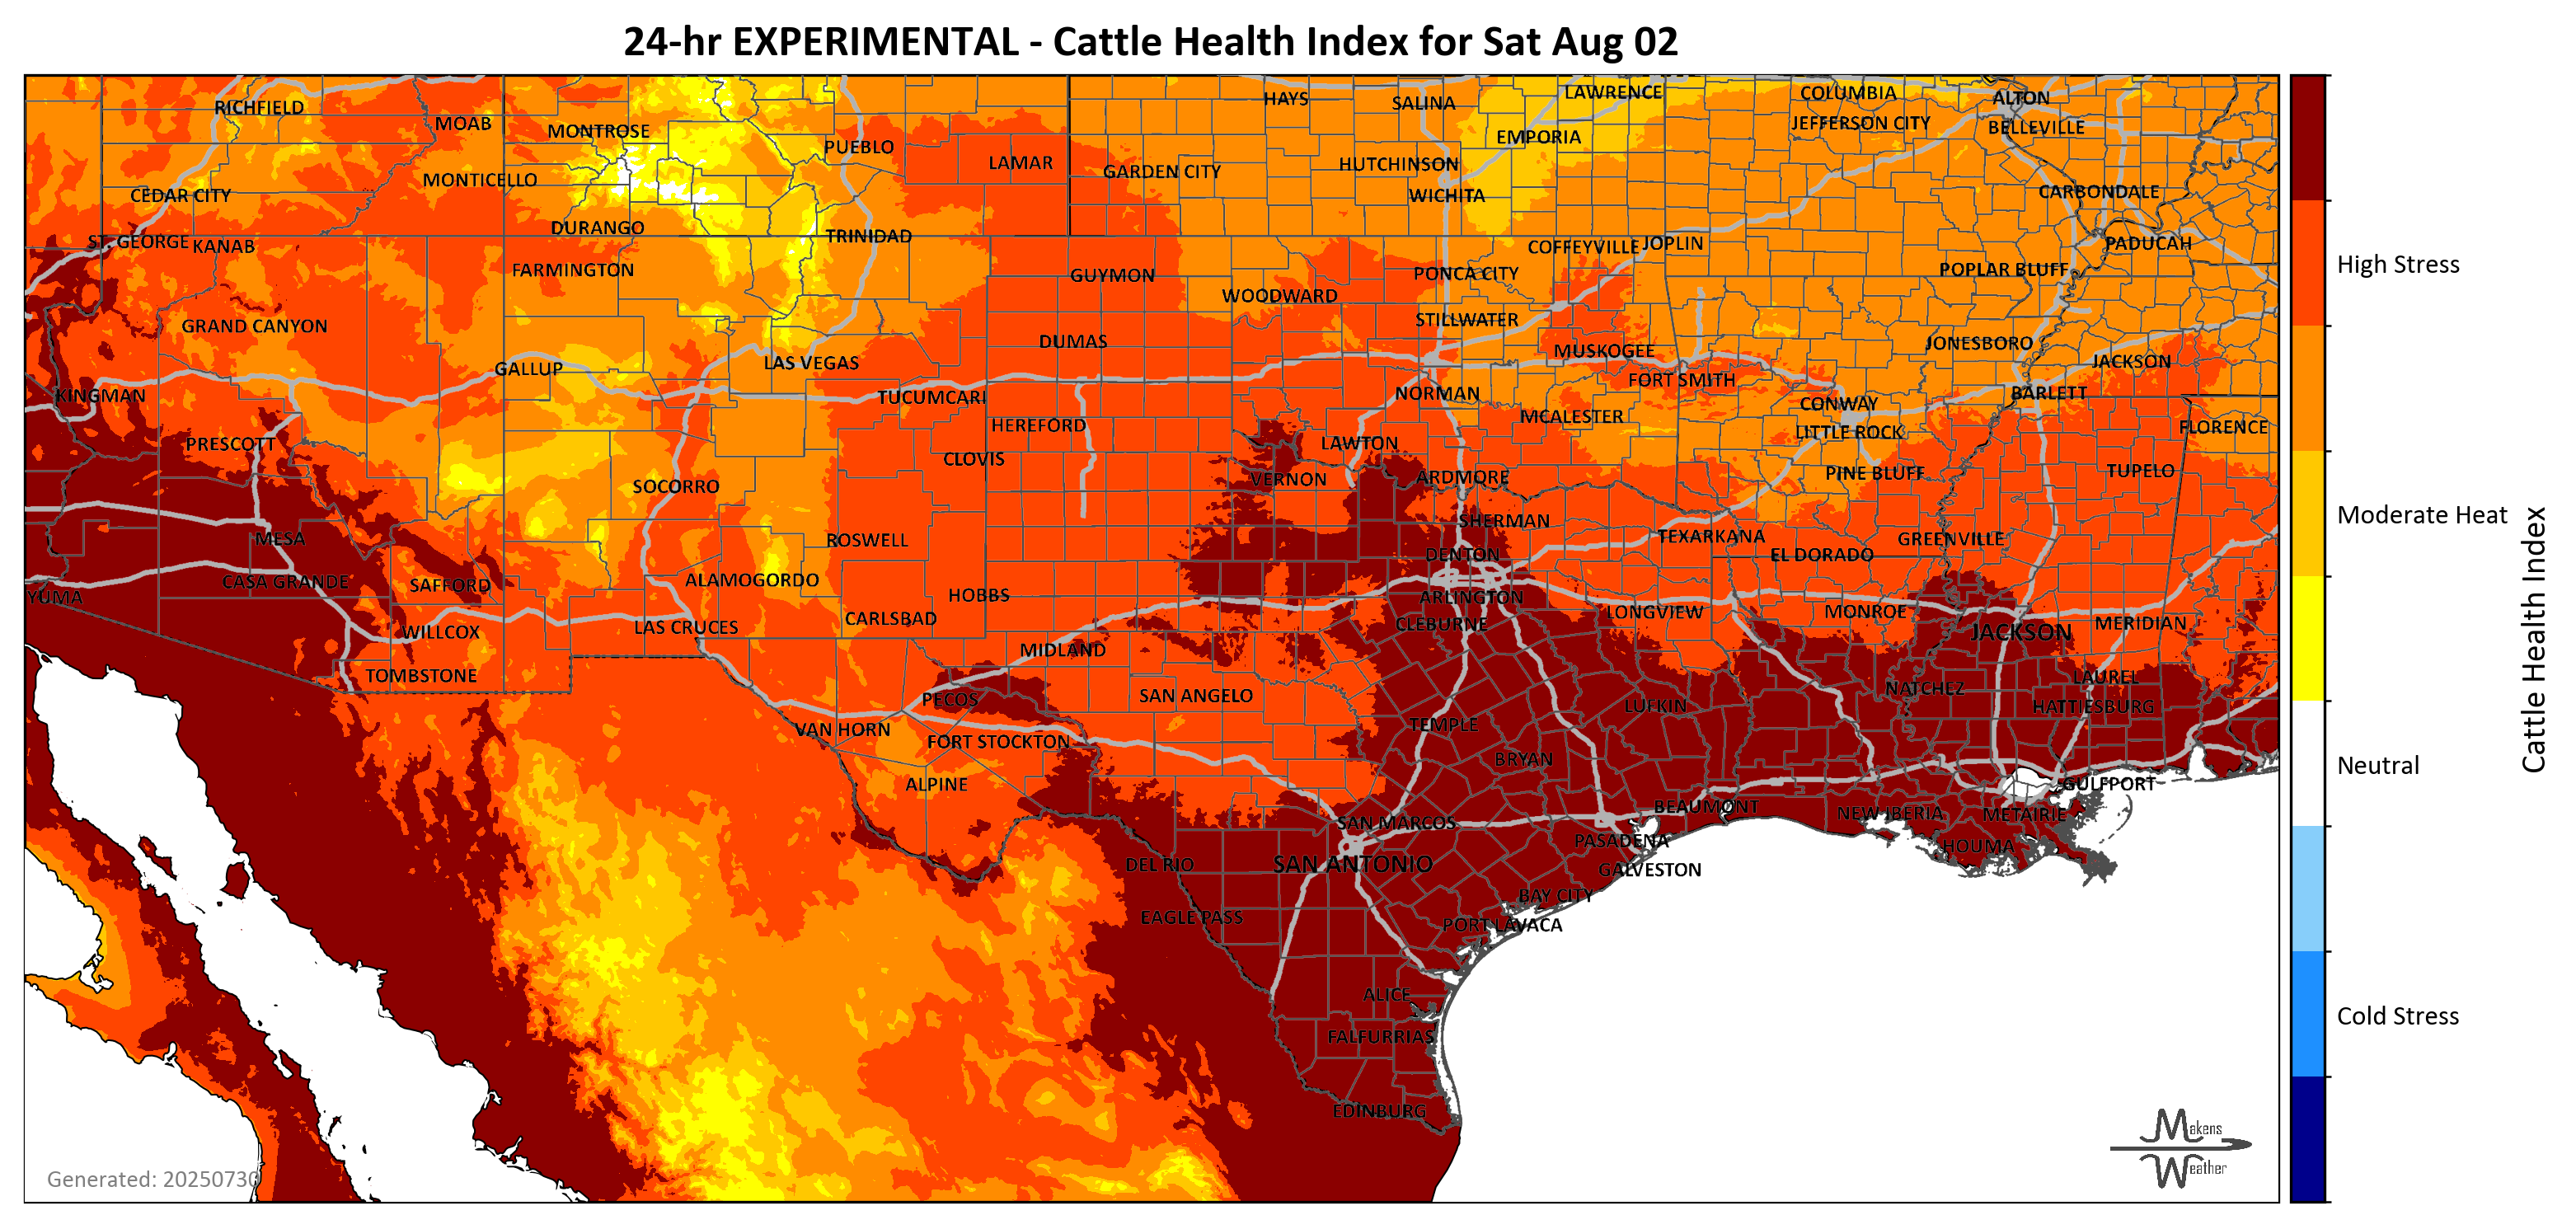 24-hr EXPERIMENTAL - Cattle Health Index for Sat Aug 02
RICHFIELD
MOAB
MONTROSE
PUEBLO
LAMAR
HAYS
SALINA
LAWRENCE
EMPORIA
COLUMBIA
JEFFERSON CITY
ALTON
BELLEVILLE
CEDAR CITY
MONTICELLO
GARDEN CITY
HUTCHINSON
WICHITA
CARBONDALE
ST. GEORGE
KANAB
DURANGO
TRINIDAD
COFFEYVILLE
JOPLIN
PADUCAH
FARMINGTON
GUYMON
WOODWARD
PONCA CITY
POPLAR BLUFF
GRAND CANYON
DUMAS
STILLWATER
GALLUP
LAS VEGAS
MUSKOGEE
JONESBORO
JACKSON
KINGMAN
TUCUMCARI
NORMAN
FORT SMITH
CONWAY
BARLETT
PRESCOTT
HEREFORD
LAWTON
MCALESTER
LITTLE ROCK
FLORENCE
CLOVIS
SOCORRO
VERNON
ARDMORE
PINE BLUFF
TUPELO
MESA
ROSWELL
SHERMAN
TEXARKANA
GREENVILLE
CASA GRANDE
SAFFORD
ALAMOGORDO
DENTON
EL DORADO
YUMA
HOBBS
ARLINGTON
WILLCOX
LAS CRUCES
CARLSBAD
CLEBURNE
LONGVIEW
MONROE
JACKSON
MERIDIAN
TOMBSTONE
MIDLAND
PECOS
SAN ANGELO
LUFKIN
NATCHEZ
LAUREL
HATTIESBURG
VAN HORN
FORT STOCKTON
TEMPLE
BRYAN
ALPINE
GULFPORT
SAN MARCOS
BEAUMONT
NEW IBERIA
METAIRIE
PASADENA
HOUMA
DEL RIO
SAN ANTONIO
GALVESTON
BAY CITY
EAGLE PASS
PORT LAVACA
ALICE
FALFURRIAS
EDINBURG
Generated: 20250730
Makens
Weather
High Stress
Moderate Heat
Neutral
Cold Stress
Cattle Health Index